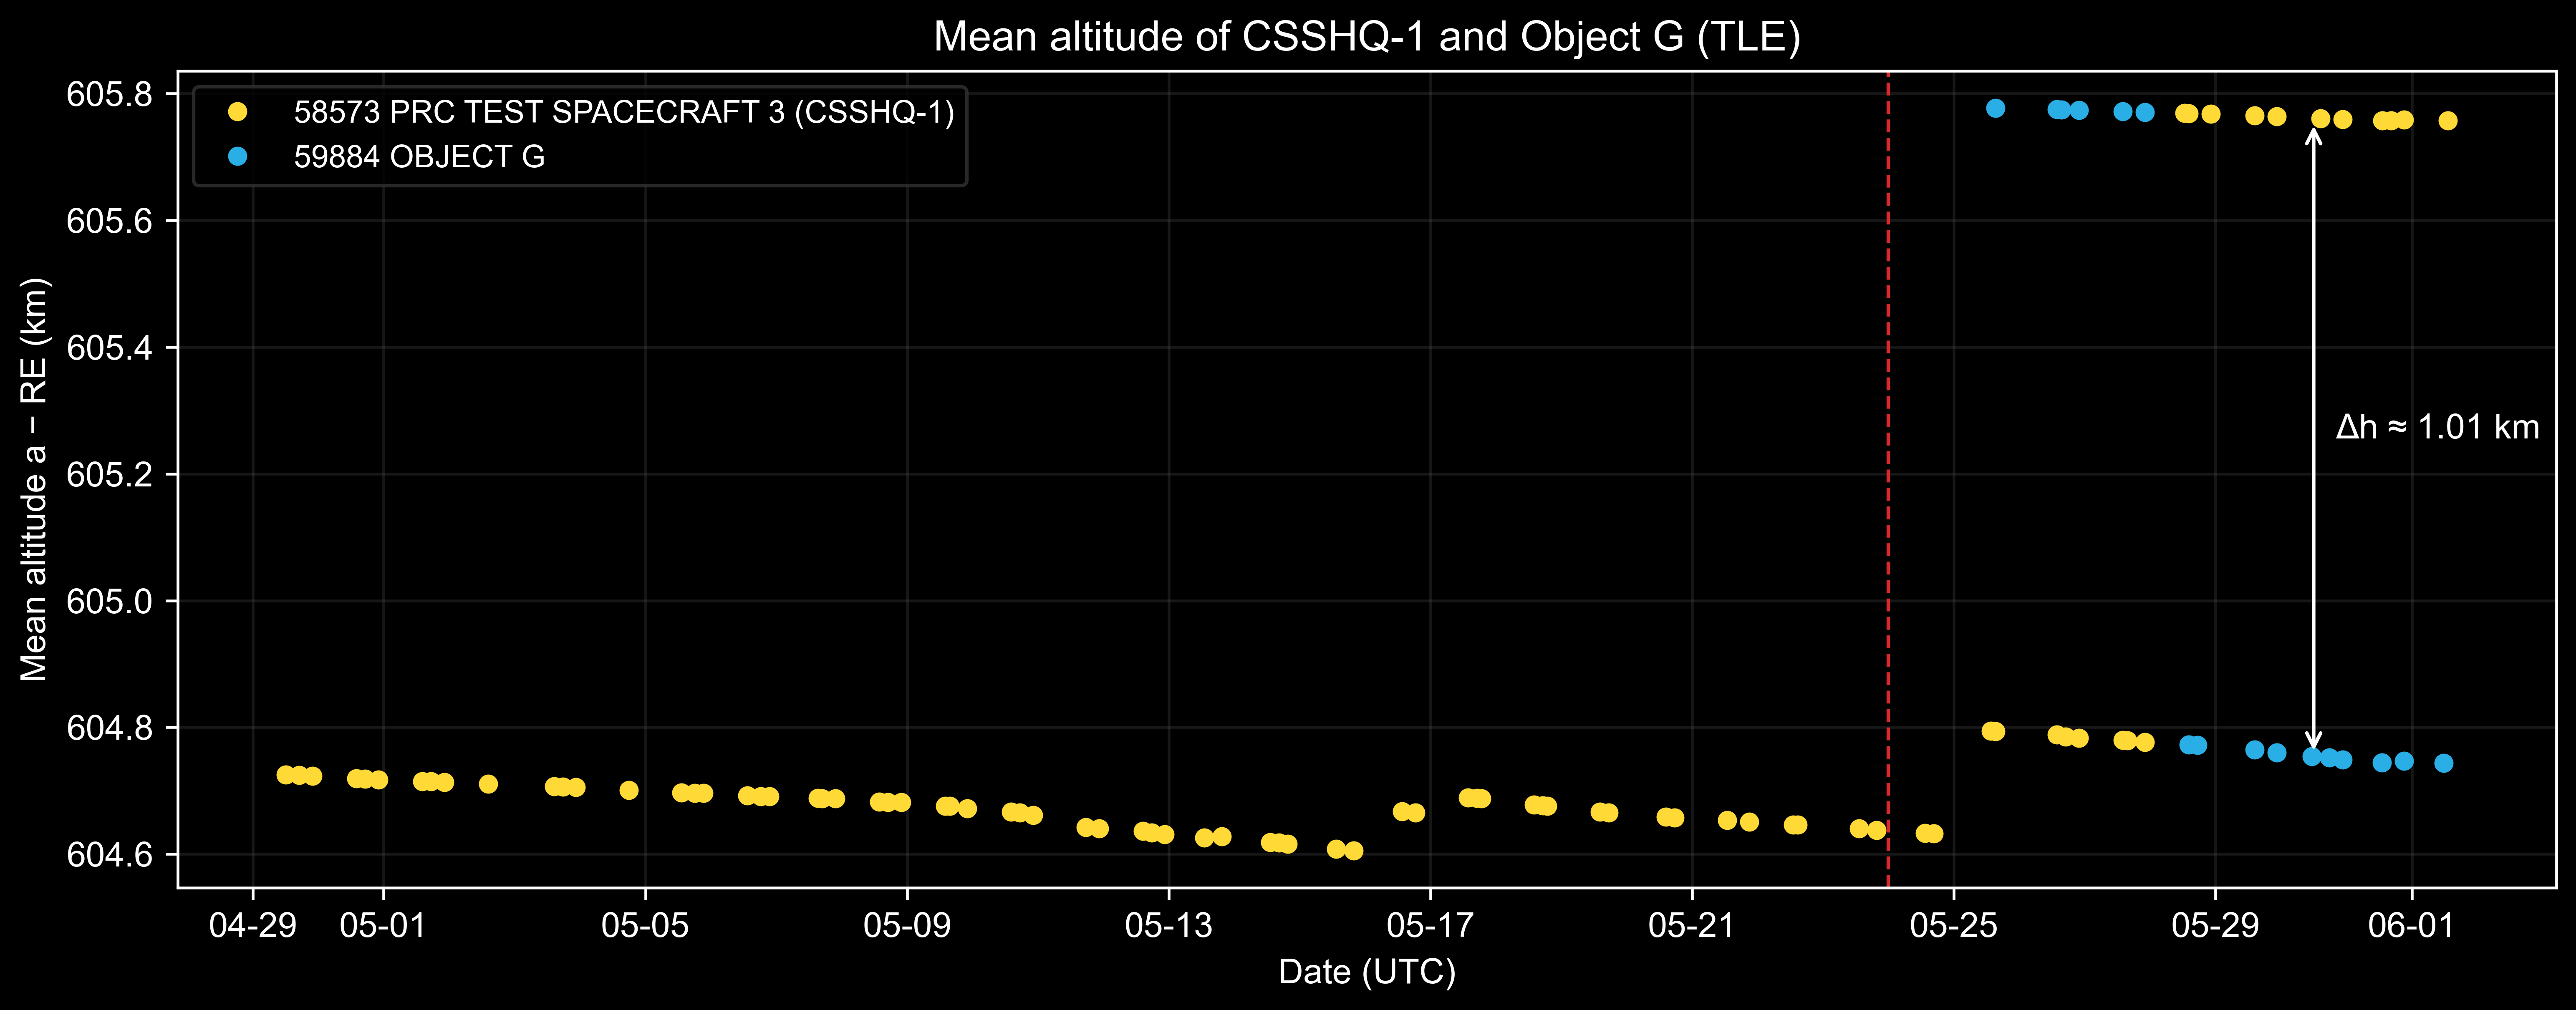 Mean altitude of CSSHQ-1 and Object G (TLE)
58573 PRC TEST SPACECRAFT 3 (CSSHQ-1)
59884 OBJECT G
Mean altitude a − RE (km)
605.8
605.6
605.4
605.2
605.0
604.8
604.6
Δh ≈ 1.01 km
04-29 05-01 05-05 05-09 05-13 05-17 05-21 05-25 05-29 06-01
Date (UTC)